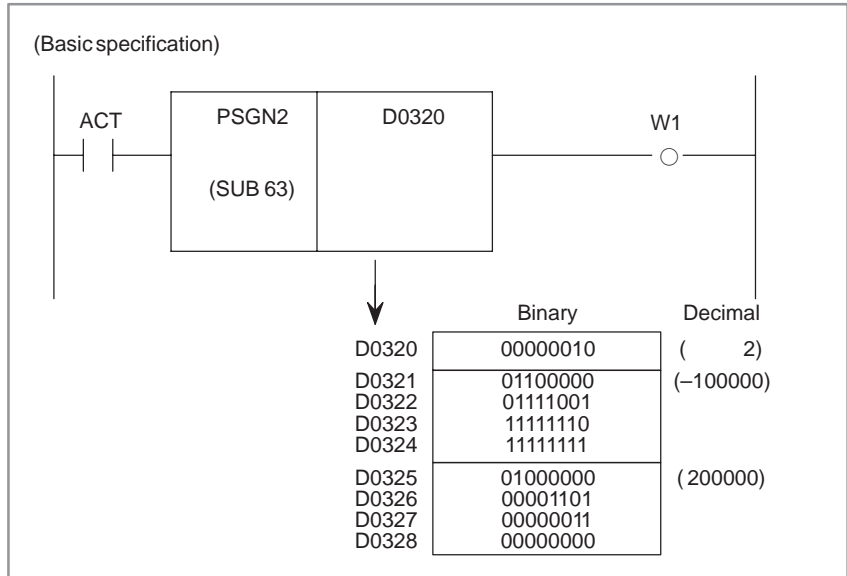 (Basic specification)
ACT
PSGN2
D0320
W1
(SUB 63)
Binary Decimal
D0320 00000010 ( 2)
D0321 01100000 (–100000)
D0322 01111001
D0323 11111110
D0324 11111111
D0325 01000000 ( 200000)
D0326 00001101
D0327 00000011
D0328 00000000